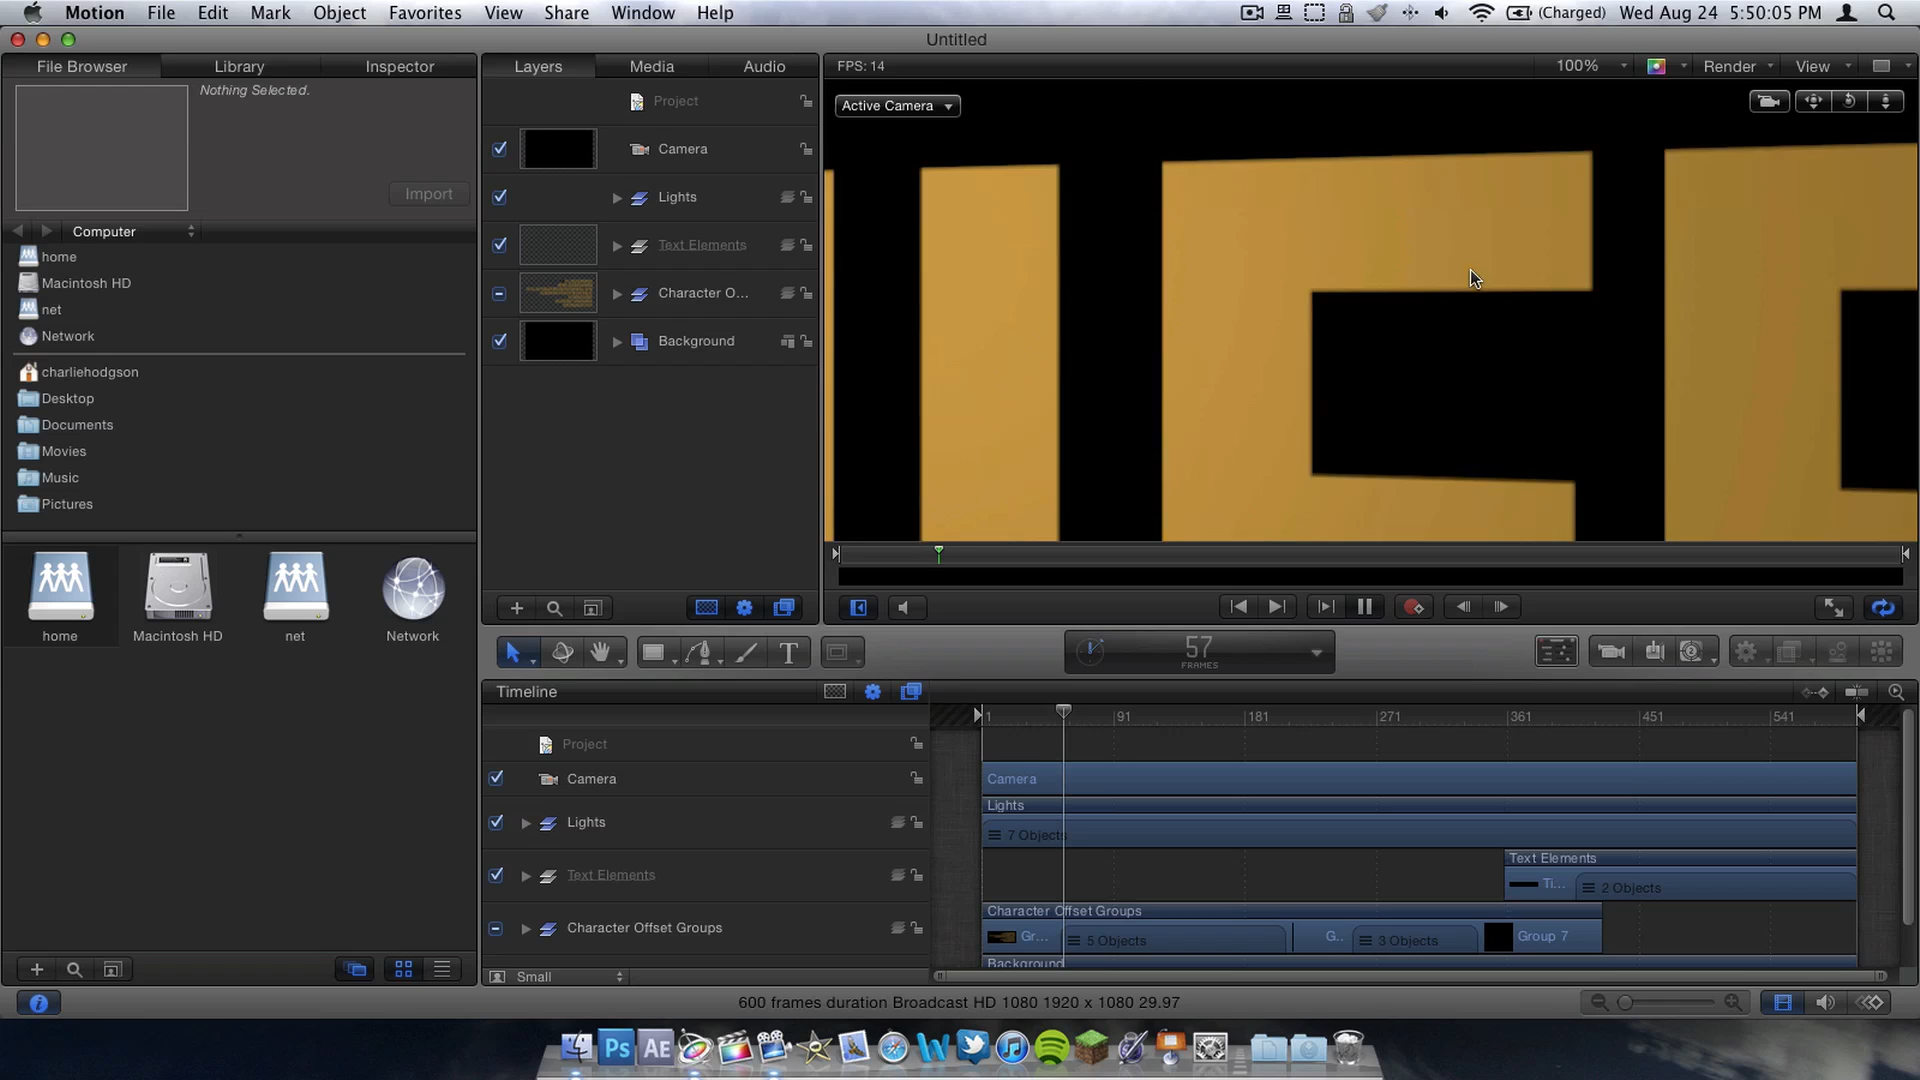 Motion File Edit Mark Object Favorites View Share Window Help (Charged) Wed Aug 24 5:50:05 PM
Untitled
File Browser Library Inspector
Nothing Selected.
Import
Computer
home
Macintosh HD
net
Network
charliehodgson
Desktop
Documents
Movies
Music
Pictures
home Macintosh HD net Network
Layers Media Audio
Project
Camera
Lights
Text Elements
Character O...
Background
FPS: 14 100% Render View
Active Camera
T
57
FRAMES
Timeline
1 91 181 271 361 451 541
Project
Camera
Lights
Text Elements
Character Offset Groups
Small
Camera
Lights
7 Objects
Text Elements
Ti... 2 Objects
Character Offset Groups
Gr... 5 Objects G.. 3 Objects Group 7
Background
600 frames duration Broadcast HD 1080 1920 x 1080 29.97
Ps AE W